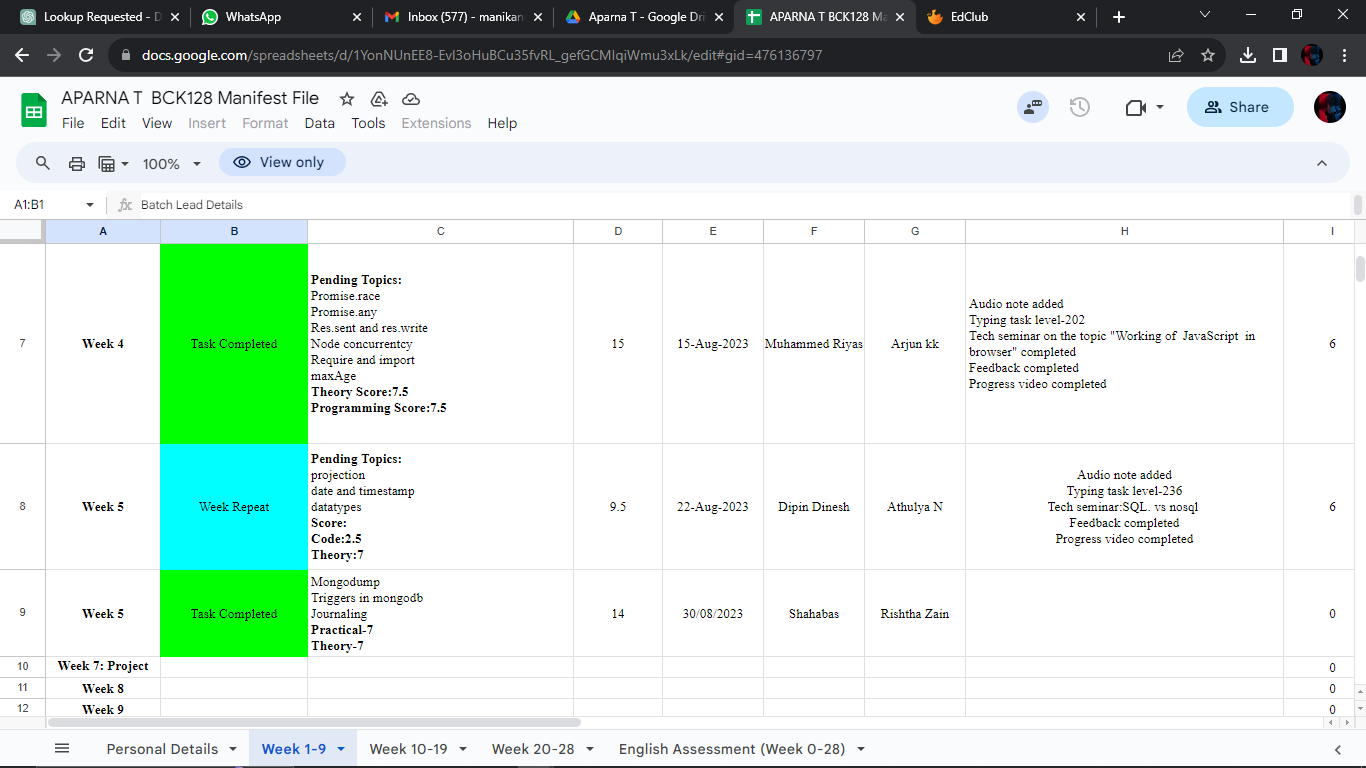 Lookup Requested - D
WhatsApp
Inbox (577) - manikan
Aparna T - Google Dri
APARNA T BCK128 Ma
EdClub
docs.google.com/spreadsheets/d/1YonNUnEE8-EvI3oHuBCu35fvRL_gefGCMIqiWmu3xLk/edit#gid=476136797
APARNA T BCK128 Manifest File
File Edit View Insert Format Data Tools Extensions Help
Share
100%
View only
A1:B1
fx Batch Lead Details
A B C D E F G H I
7
Week 4
Task Completed
Pending Topics:
Promise.race
Promise.any
Res.sent and res.write
Node concurrentcy
Require and import
maxAge
Theory Score:7.5
Programming Score:7.5
15
15-Aug-2023
Muhammed Riyas
Arjun kk
Audio note added
Typing task level-202
Tech seminar on the topic "Working of JavaScript in
browser" completed
Feedback completed
Progress video completed
6
8
Week 5
Week Repeat
Pending Topics:
projection
date and timestamp
datatypes
Score:
Code:2.5
Theory:7
9.5
22-Aug-2023
Dipin Dinesh
Athulya N
Audio note added
Typing task level-236
Tech seminar:SQL. vs nosql
Feedback completed
Progress video completed
6
9
Week 5
Task Completed
Mongodump
Triggers in mongodb
Journaling
Practical-7
Theory-7
14
30/08/2023
Shahabas
Rishtha Zain
0
10 Week 7: Project 0
11 Week 8 0
12 Week 9 0
Personal Details
Week 1-9
Week 10-19
Week 20-28
English Assessment (Week 0-28)